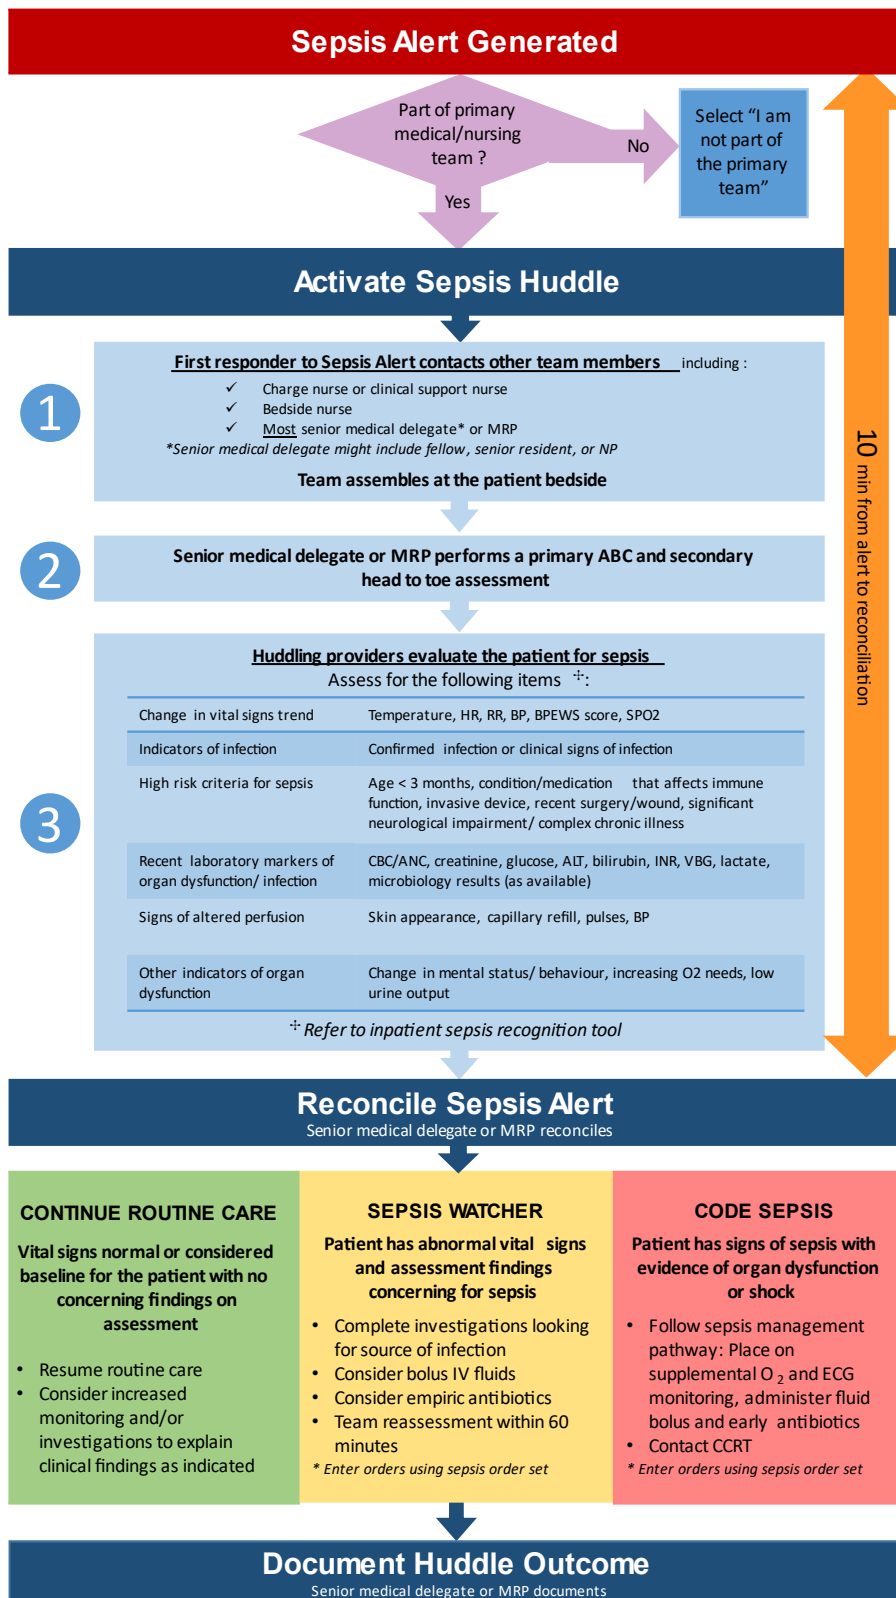 Sepsis Alert Generated
Part of primary
medical/nursing
team ?
No
Select “I am
not part of
the primary
team”
Yes
Activate Sepsis Huddle
1
First responder to Sepsis Alert contacts other team members including :
✓ Charge nurse or clinical support nurse
✓ Bedside nurse
✓ Most senior medical delegate* or MRP
*Senior medical delegate might include fellow, senior resident, or NP
Team assembles at the patient bedside
10 min from alert to reconciliation
2
Senior medical delegate or MRP performs a primary ABC and secondary
head to toe assessment
3
Huddling providers evaluate the patient for sepsis
Assess for the following items ✢:
Change in vital signs trend
Temperature, HR, RR, BP, BPEWS score, SPO2
Indicators of infection
Confirmed infection or clinical signs of infection
High risk criteria for sepsis
Age < 3 months, condition/medication that affects immune
function, invasive device, recent surgery/wound, significant
neurological impairment/ complex chronic illness
Recent laboratory markers of
organ dysfunction/ infection
CBC/ANC, creatinine, glucose, ALT, bilirubin, INR, VBG, lactate,
microbiology results (as available)
Signs of altered perfusion
Skin appearance, capillary refill, pulses, BP
Other indicators of organ
dysfunction
Change in mental status/ behaviour, increasing O2 needs, low
urine output
✢ Refer to inpatient sepsis recognition tool
Reconcile Sepsis Alert
Senior medical delegate or MRP reconciles
CONTINUE ROUTINE CARE
Vital signs normal or considered
baseline for the patient with no
concerning findings on
assessment
• Resume routine care
• Consider increased
monitoring and/or
investigations to explain
clinical findings as indicated
SEPSIS WATCHER
Patient has abnormal vital signs
and assessment findings
concerning for sepsis
• Complete investigations looking
for source of infection
• Consider bolus IV fluids
• Consider empiric antibiotics
• Team reassessment within 60
minutes
* Enter orders using sepsis order set
CODE SEPSIS
Patient has signs of sepsis with
evidence of organ dysfunction
or shock
• Follow sepsis management
pathway: Place on
supplemental O2 and ECG
monitoring, administer fluid
bolus and early antibiotics
• Contact CCRT
* Enter orders using sepsis order set
Document Huddle Outcome
Senior medical delegate or MRP documents